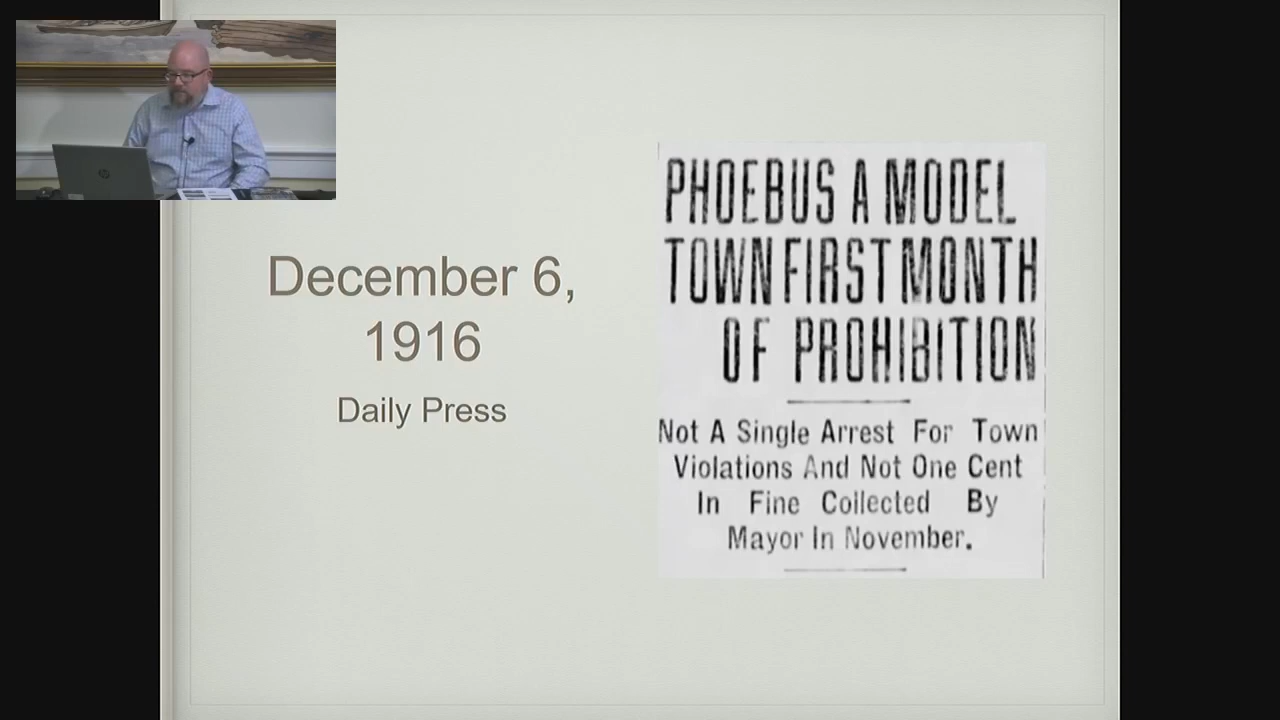 December 6,
1916
Daily Press
PHOEBUS A MODEL
TOWN FIRST MONTH
OF PROHIBITION
Not A Single Arrest For Town
Violations And Not One Cent
In Fine Collected By
Mayor In November.